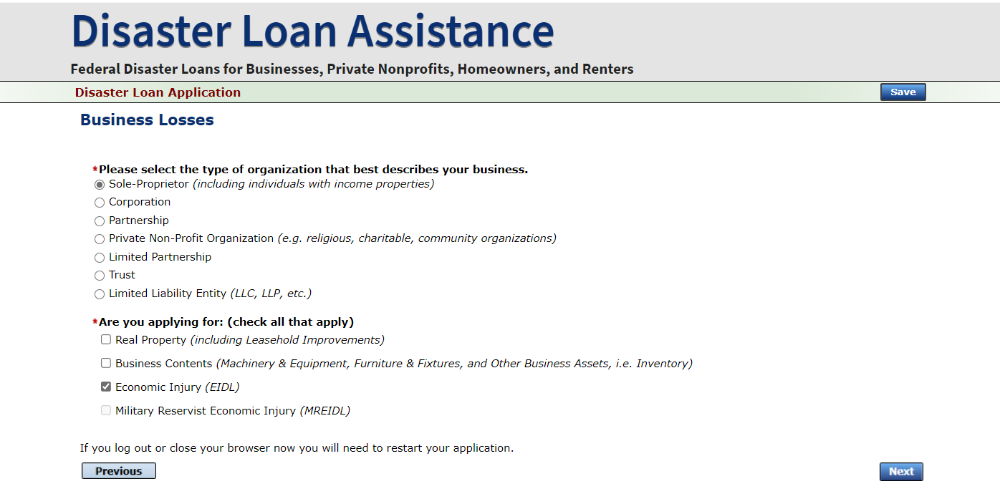 Disaster Loan Assistance
Federal Disaster Loans for Businesses, Private Nonprofits, Homeowners, and Renters
Disaster Loan Application
Save
Business Losses
*Please select the type of organization that best describes your business.
Sole-Proprietor (including individuals with income properties)
Corporation
Partnership
Private Non-Profit Organization (e.g. religious, charitable, community organizations)
Limited Partnership
Trust
Limited Liability Entity (LLC, LLP, etc.)
*Are you applying for: (check all that apply)
Real Property (including Leasehold Improvements)
Business Contents (Machinery & Equipment, Furniture & Fixtures, and Other Business Assets, i.e. Inventory)
Economic Injury (EIDL)
Military Reservist Economic Injury (MREIDL)
If you log out or close your browser now you will need to restart your application.
Previous
Next